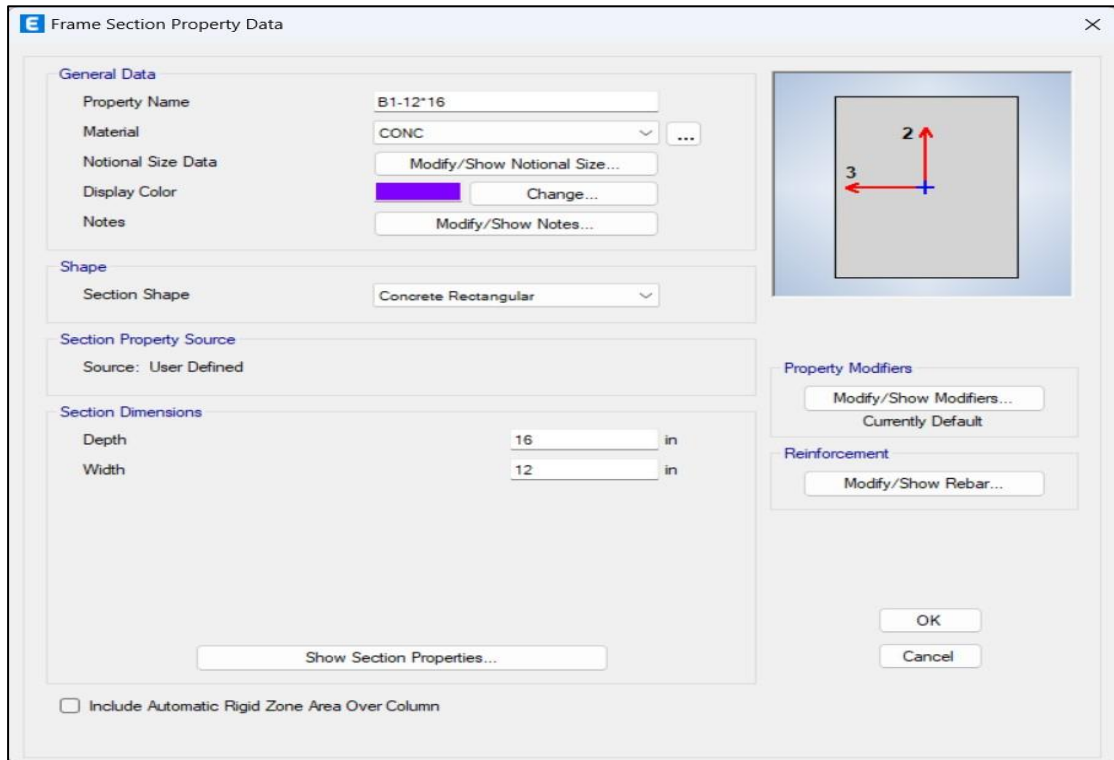 E Frame Section Property Data
General Data
Property Name B1-12*16
Material CONC ...
Notional Size Data Modify/Show Notional Size...
Display Color Change...
Notes Modify/Show Notes...
2
3
Shape
Section Shape Concrete Rectangular
Section Property Source
Source: User Defined
Property Modifiers
Modify/Show Modifiers...
Currently Default
Section Dimensions
Depth 16 in
Width 12 in
Reinforcement
Modify/Show Rebar...
OK
Show Section Properties...
Cancel
Include Automatic Rigid Zone Area Over Column